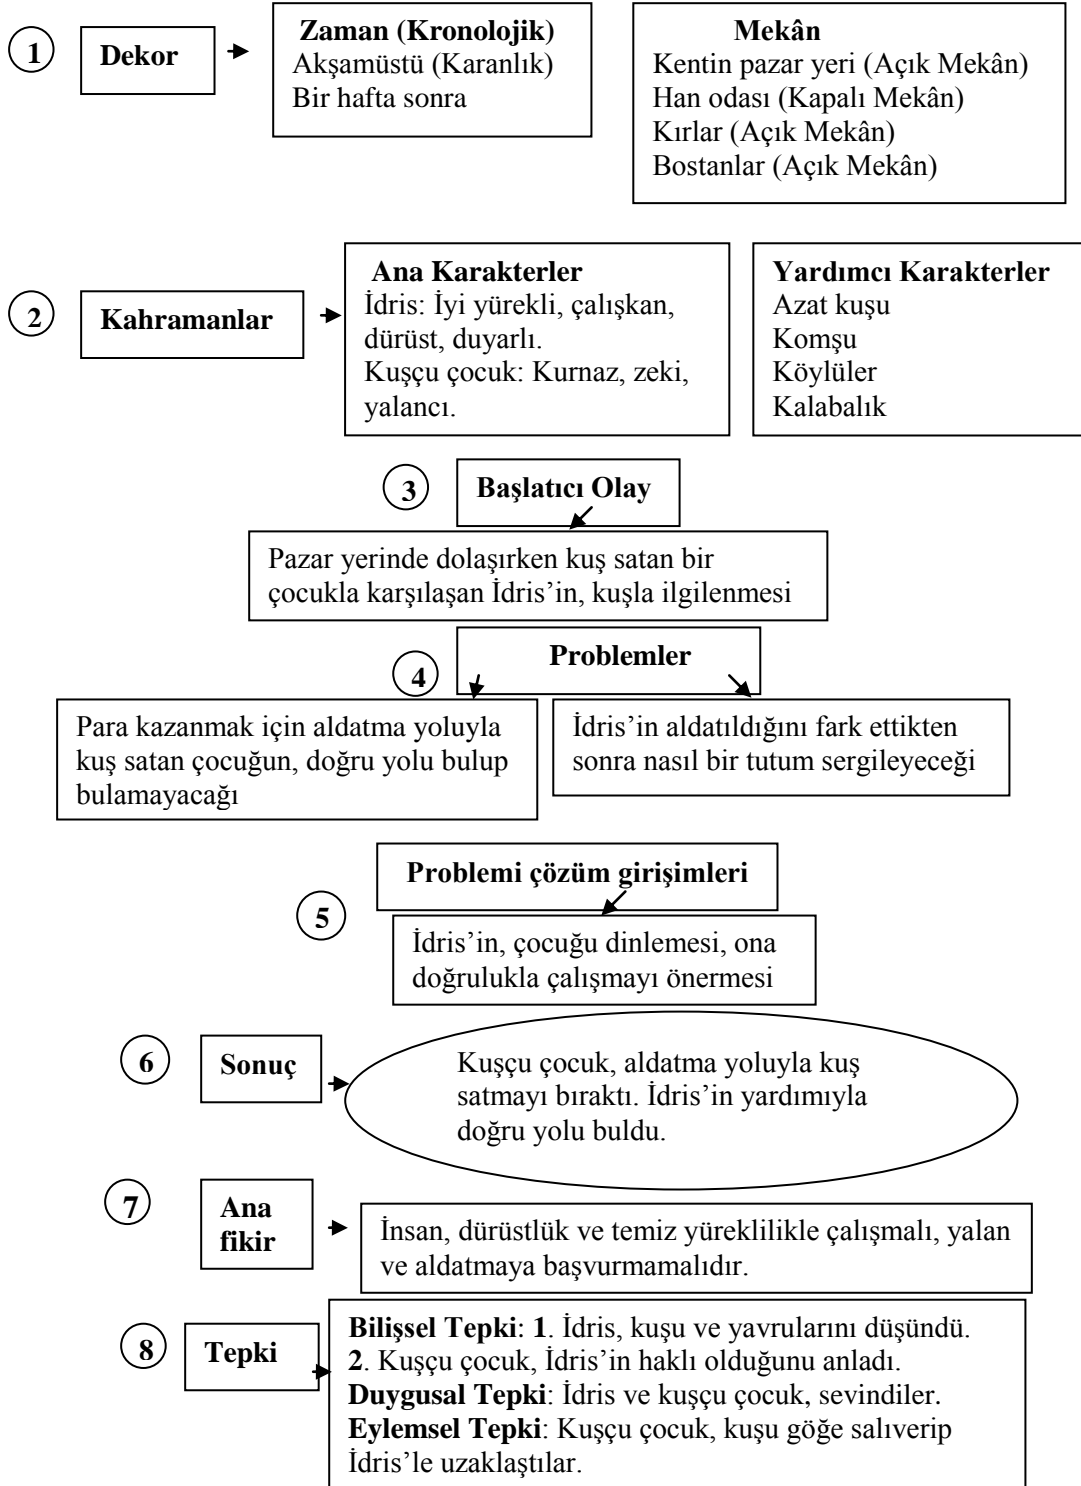 1
Dekor
Zaman (Kronolojik)
Akşamüstü (Karanlık)
Bir hafta sonra
Mekân
Kentin pazar yeri (Açık Mekân)
Han odası (Kapalı Mekân)
Kırlar (Açık Mekân)
Bostanlar (Açık Mekân)
2
Kahramanlar
Ana Karakterler
İdris: İyi yürekli, çalışkan,
dürüst, duyarlı.
Kuşçu çocuk: Kurnaz, zeki,
yalancı.
Yardımcı Karakterler
Azat kuşu
Komşu
Köylüler
Kalabalık
3
Başlatıcı Olay
Pazar yerinde dolaşırken kuş satan bir
çocukla karşılaşan İdris’in, kuşla ilgilenmesi
4
Problemler
Para kazanmak için aldatma yoluyla
kuş satan çocuğun, doğru yolu bulup
bulamayacağı
İdris’in aldatıldığını fark ettikten
sonra nasıl bir tutum sergileyeceği
5
Problemi çözüm girişimleri
İdris’in, çocuğu dinlemesi, ona
doğrulukla çalışmayı önermesi
6
Sonuç
Kuşçu çocuk, aldatma yoluyla kuş
satmayı bıraktı. İdris’in yardımıyla
doğru yolu buldu.
7
Ana
fikir
İnsan, dürüstlük ve temiz yüreklilikle çalışmalı, yalan
ve aldatmaya başvurmamalıdır.
8
Tepki
Bilişsel Tepki: 1. İdris, kuşu ve yavrularını düşündü.
2. Kuşçu çocuk, İdris’in haklı olduğunu anladı.
Duygusal Tepki: İdris ve kuşçu çocuk, sevindiler.
Eylemsel Tepki: Kuşçu çocuk, kuşu göğe salıverip
İdris’le uzaklaştılar.